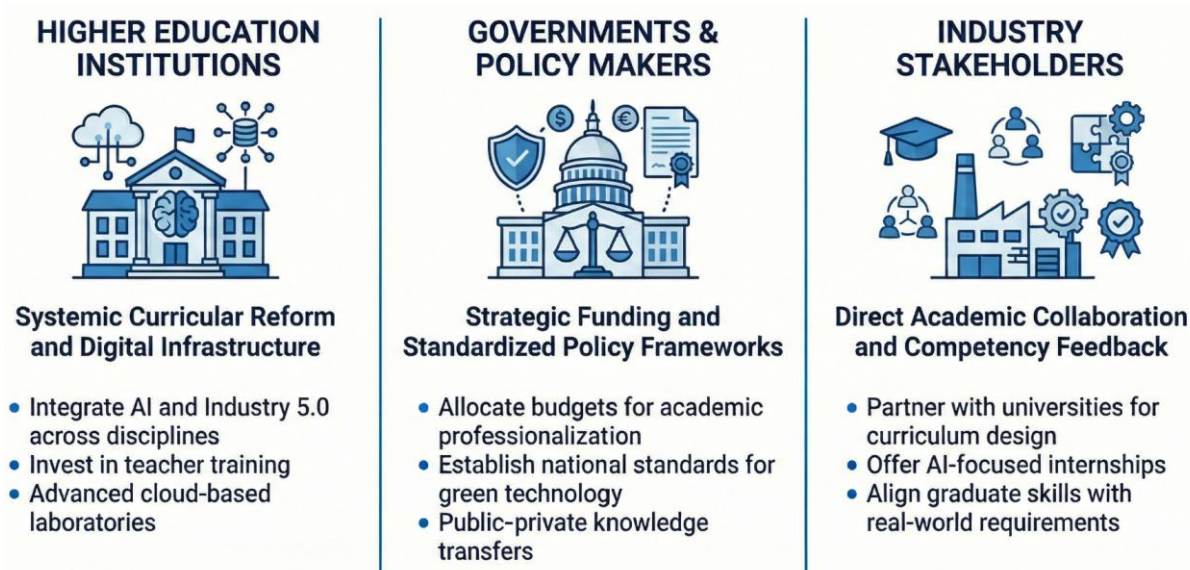 HIGHER EDUCATION
INSTITUTIONS
Systemic Curricular Reform
and Digital Infrastructure
• Integrate AI and Industry 5.0
across disciplines
• Invest in teacher training
• Advanced cloud-based
laboratories
GOVERNMENTS &
POLICY MAKERS
$
€
Strategic Funding and
Standardized Policy Frameworks
• Allocate budgets for academic
professionalization
• Establish national standards for
green technology
• Public-private knowledge
transfers
INDUSTRY
STAKEHOLDERS
Direct Academic Collaboration
and Competency Feedback
• Partner with universities for
curriculum design
• Offer AI-focused internships
• Align graduate skills with
real-world requirements